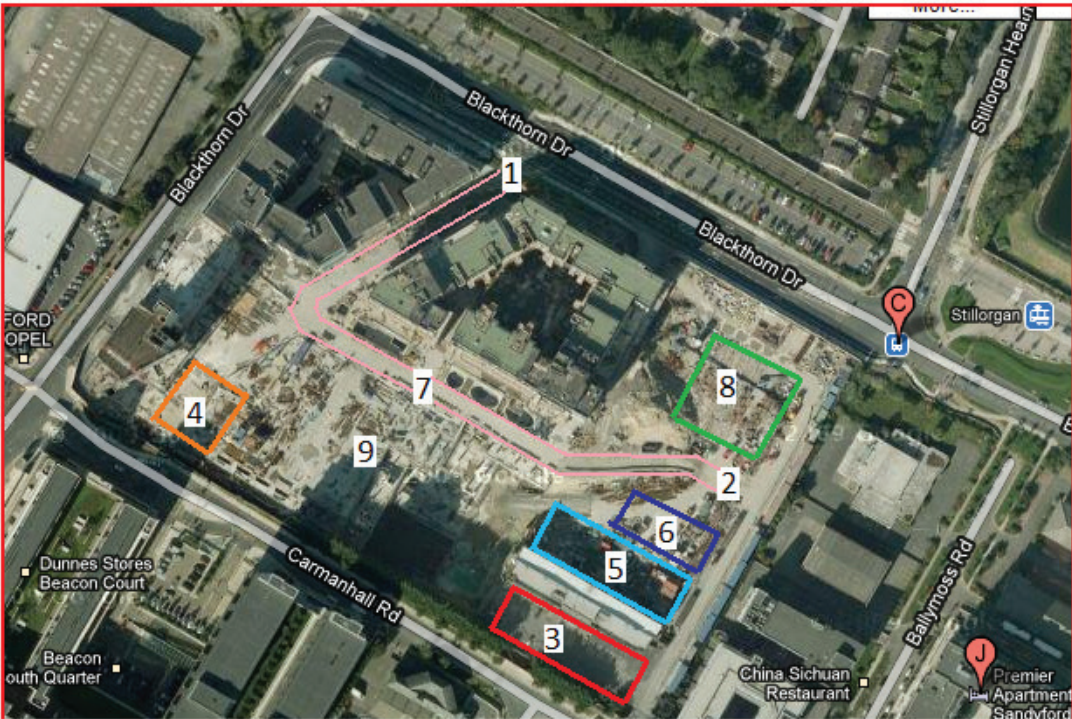 More...
Stillorgan Heath
Blackthorn Dr
Blackthorn Dr
1
Blackthorn Dr
C
Stillorgan
FORD
OPEL
4
7
8
9
2
6
5
3
Dunnes Stores
Beacon Court
Carmanhall Rd
Ballymoss Rd
Beacon
outh Quarter
China Sichuan
Restaurant
J
Premier
Apartment
Sandyford